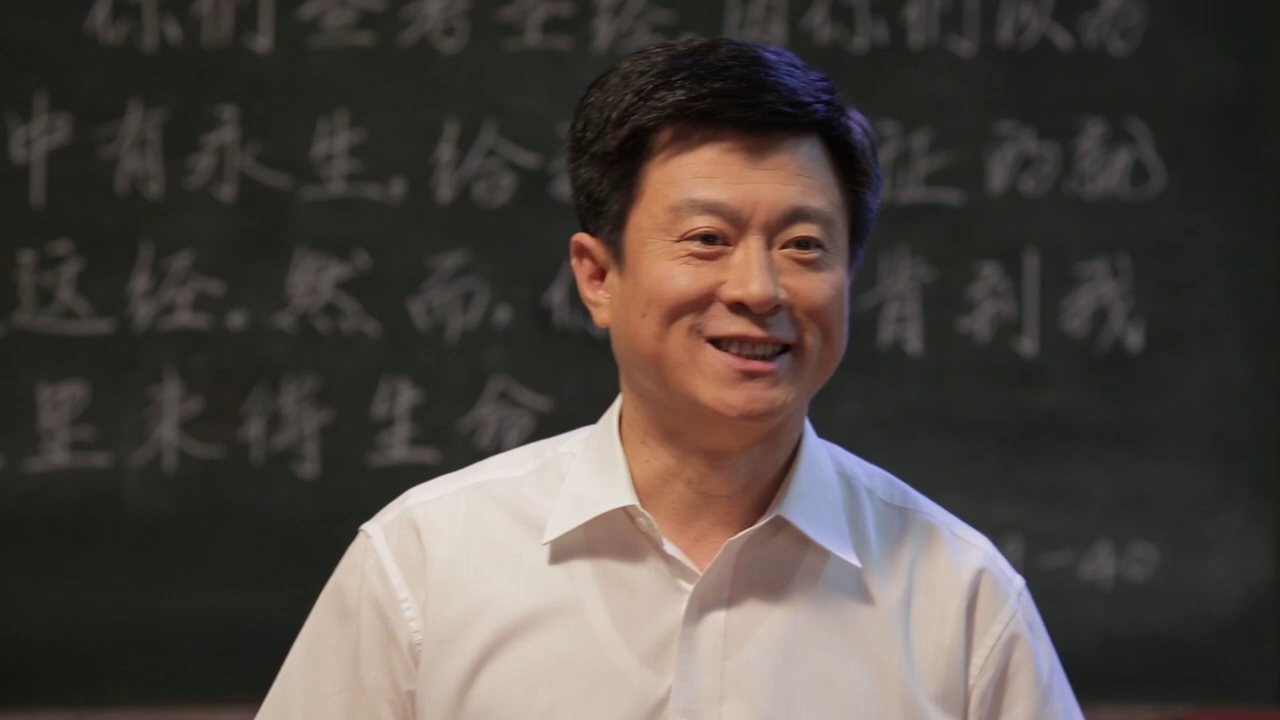 你们查考圣经.因你们以为
中有永生,给 证的就
这经.然而. 肯到我
里来得生命
-40